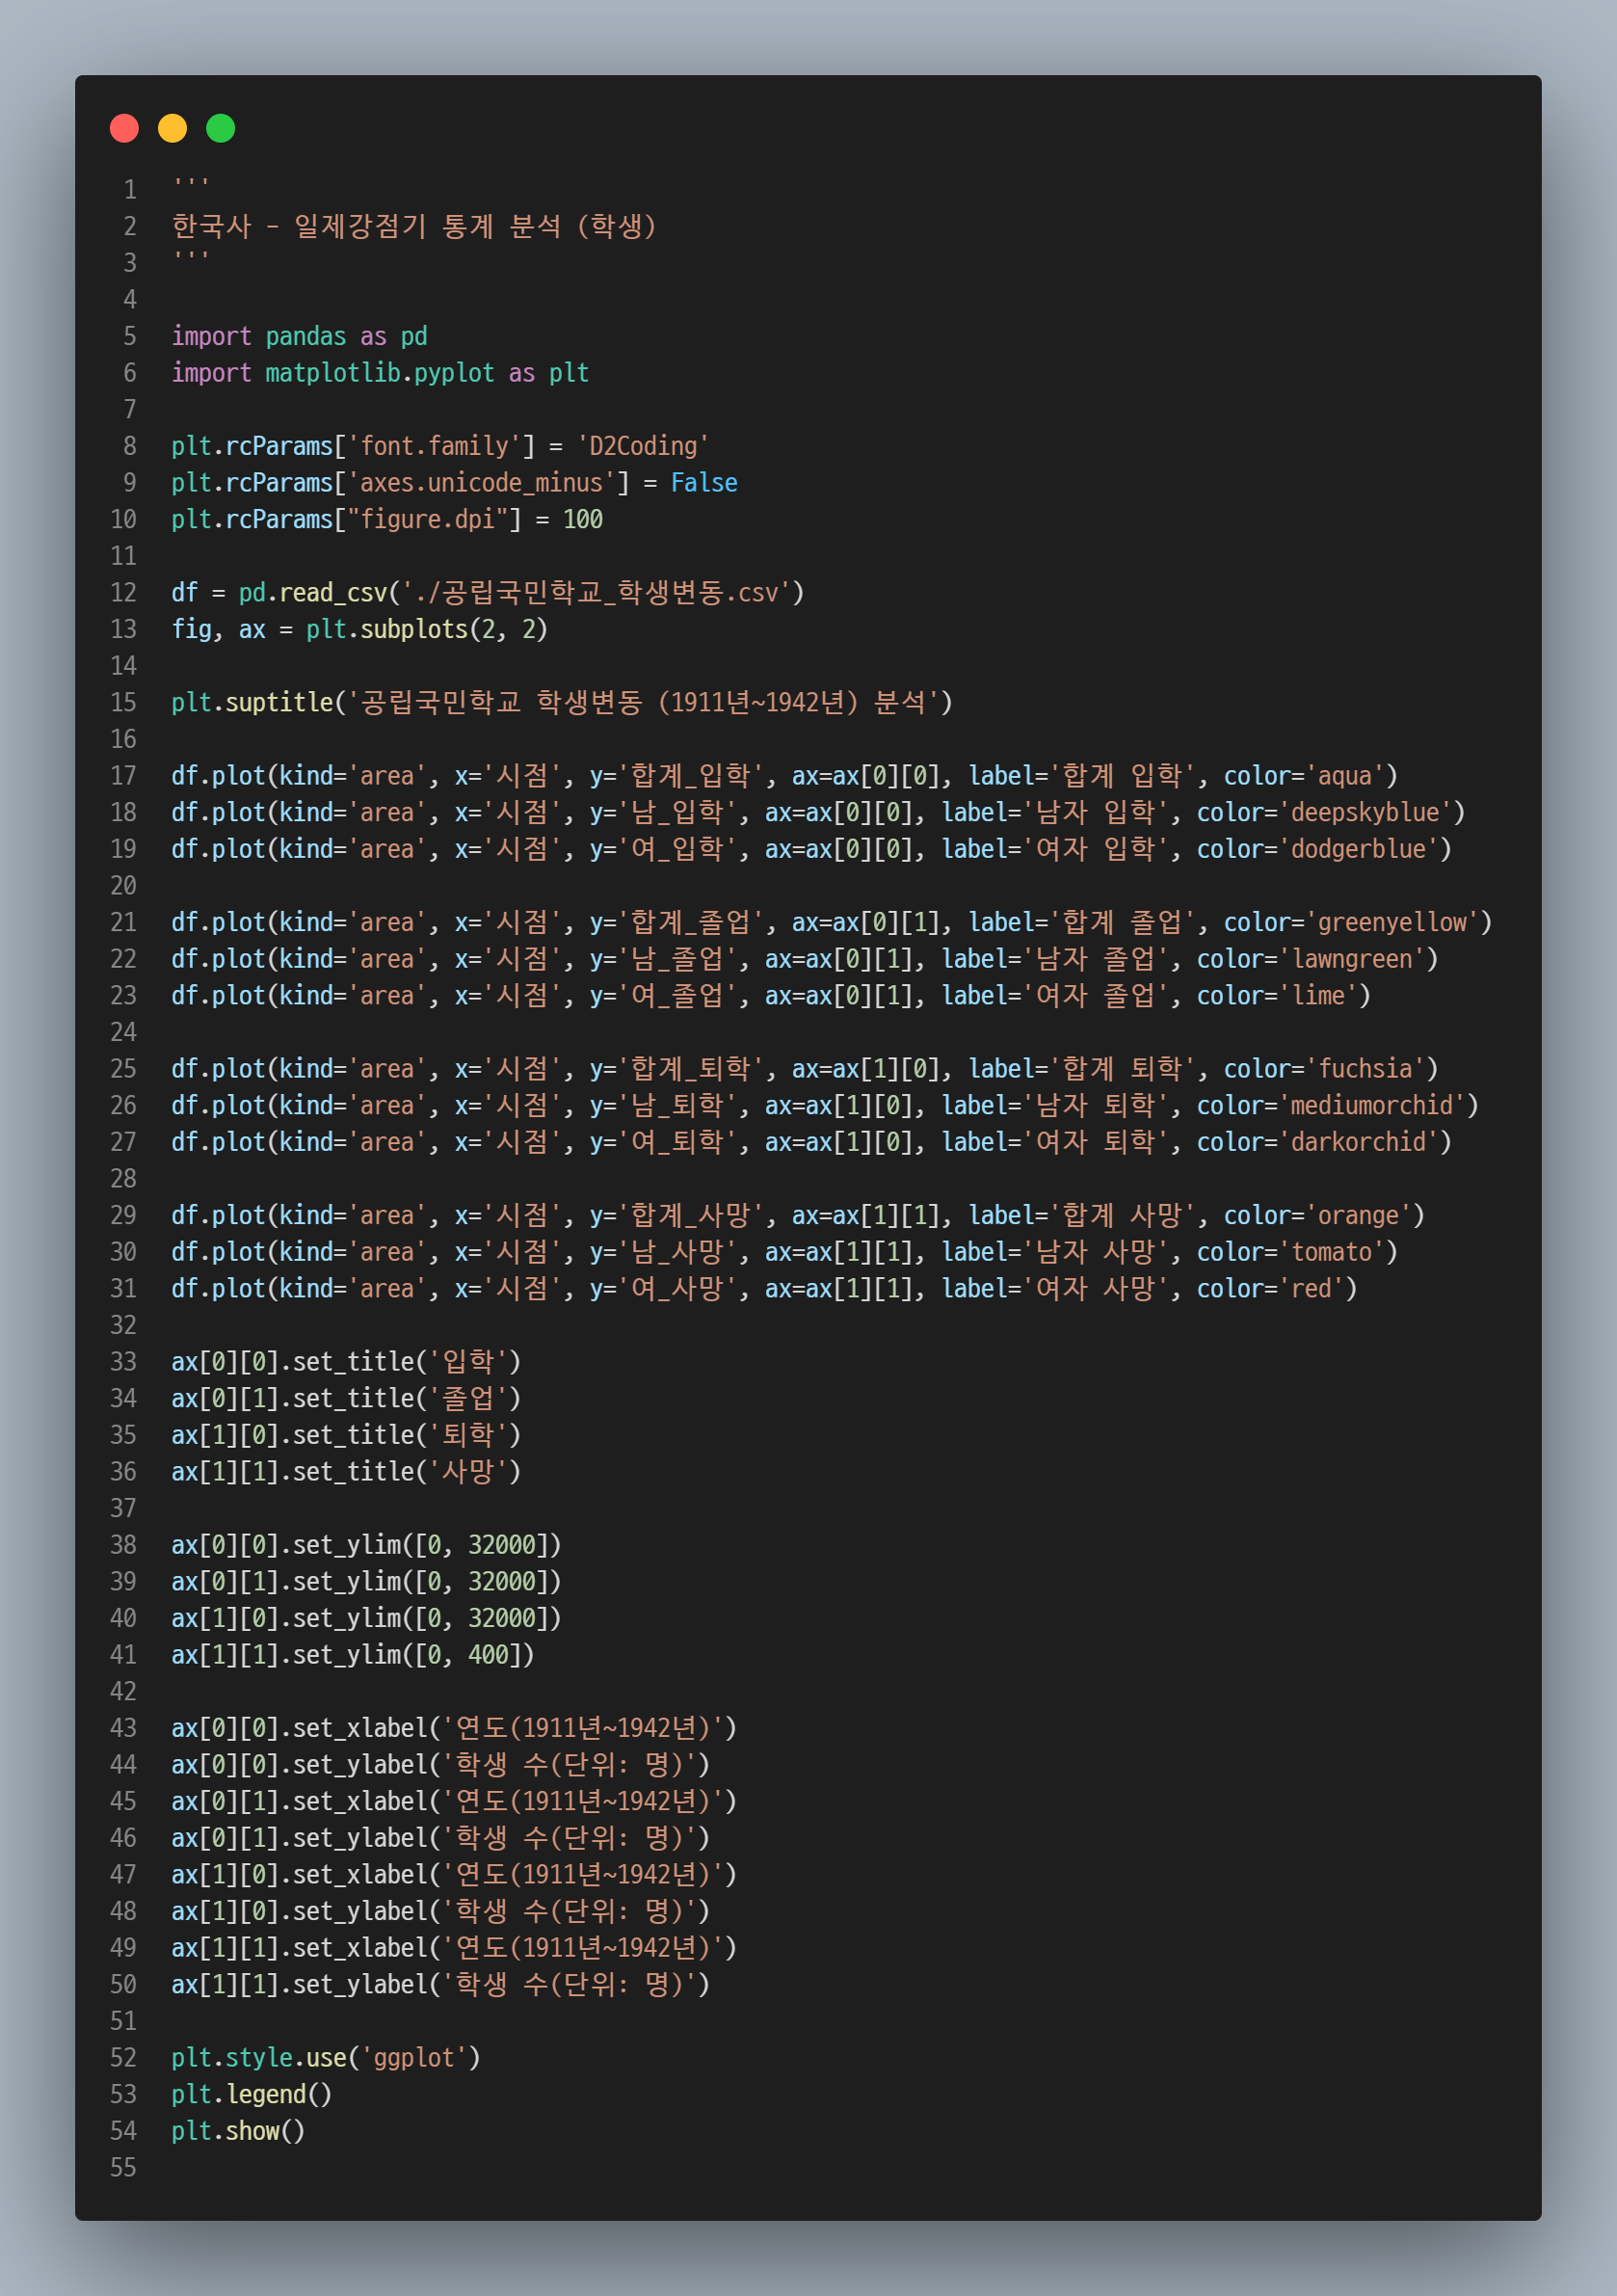 1 '''
2 한국사 - 일제강점기 통계 분석 (학생)
3 '''
4
5 import pandas as pd
6 import matplotlib.pyplot as plt
7
8 plt.rcParams['font.family'] = 'D2Coding'
9 plt.rcParams['axes.unicode_minus'] = False
10 plt.rcParams["figure.dpi"] = 100
11
12 df = pd.read_csv('./공립국민학교_학생변동.csv')
13 fig, ax = plt.subplots(2, 2)
14
15 plt.suptitle('공립국민학교 학생변동 (1911년~1942년) 분석')
16
17 df.plot(kind='area', x='시점', y='합계_입학', ax=ax[0][0], label='합계 입학', color='aqua')
18 df.plot(kind='area', x='시점', y='남_입학', ax=ax[0][0], label='남자 입학', color='deepskyblue')
19 df.plot(kind='area', x='시점', y='여_입학', ax=ax[0][0], label='여자 입학', color='dodgerblue')
20
21 df.plot(kind='area', x='시점', y='합계_졸업', ax=ax[0][1], label='합계 졸업', color='greenyellow')
22 df.plot(kind='area', x='시점', y='남_졸업', ax=ax[0][1], label='남자 졸업', color='lawngreen')
23 df.plot(kind='area', x='시점', y='여_졸업', ax=ax[0][1], label='여자 졸업', color='lime')
24
25 df.plot(kind='area', x='시점', y='합계_퇴학', ax=ax[1][0], label='합계 퇴학', color='fuchsia')
26 df.plot(kind='area', x='시점', y='남_퇴학', ax=ax[1][0], label='남자 퇴학', color='mediumorchid')
27 df.plot(kind='area', x='시점', y='여_퇴학', ax=ax[1][0], label='여자 퇴학', color='darkorchid')
28
29 df.plot(kind='area', x='시점', y='합계_사망', ax=ax[1][1], label='합계 사망', color='orange')
30 df.plot(kind='area', x='시점', y='남_사망', ax=ax[1][1], label='남자 사망', color='tomato')
31 df.plot(kind='area', x='시점', y='여_사망', ax=ax[1][1], label='여자 사망', color='red')
32
33 ax[0][0].set_title('입학')
34 ax[0][1].set_title('졸업')
35 ax[1][0].set_title('퇴학')
36 ax[1][1].set_title('사망')
37
38 ax[0][0].set_ylim([0, 32000])
39 ax[0][1].set_ylim([0, 32000])
40 ax[1][0].set_ylim([0, 32000])
41 ax[1][1].set_ylim([0, 400])
42
43 ax[0][0].set_xlabel('연도(1911년~1942년)')
44 ax[0][0].set_ylabel('학생 수(단위: 명)')
45 ax[0][1].set_xlabel('연도(1911년~1942년)')
46 ax[0][1].set_ylabel('학생 수(단위: 명)')
47 ax[1][0].set_xlabel('연도(1911년~1942년)')
48 ax[1][0].set_ylabel('학생 수(단위: 명)')
49 ax[1][1].set_xlabel('연도(1911년~1942년)')
50 ax[1][1].set_ylabel('학생 수(단위: 명)')
51
52 plt.style.use('ggplot')
53 plt.legend()
54 plt.show()
55